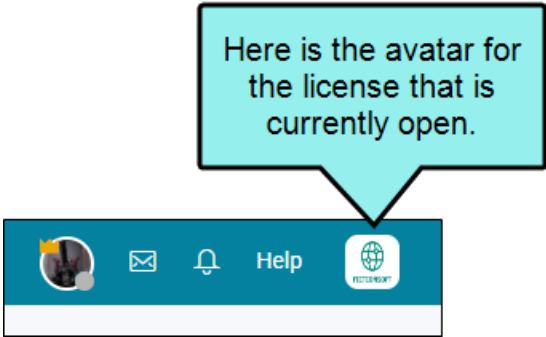 Here is the avatar for
the license that is
currently open.
Help